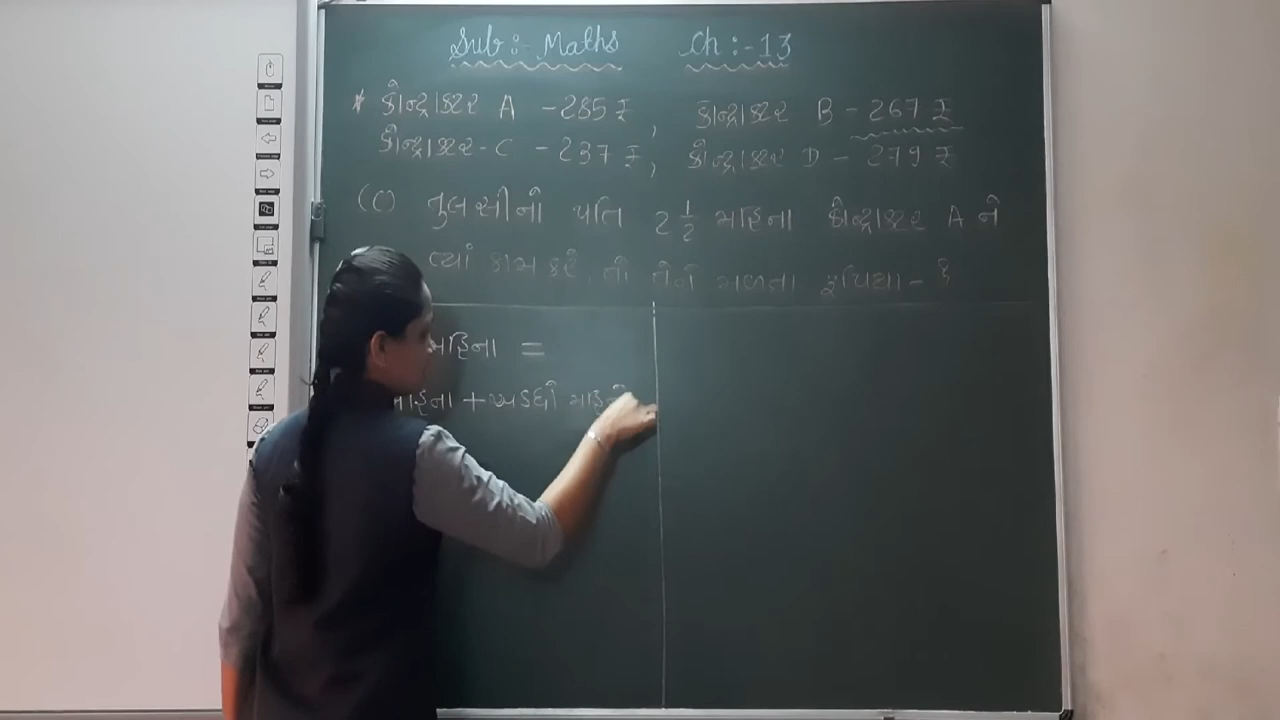 Sub :- Maths Ch :- 13
* કોન્ટ્રાક્ટર A - 285 ₹ , કોન્ટ્રાક્ટર B - 267 ₹
કોન્ટ્રાક્ટર - C - 237 ₹ , કોન્ટ્રાક્ટર D - 279 ₹
(C) તુલસીનો પતિ 2 1/2 મહિના કોન્ટ્રાક્ટર A ને
ત્યાં કામ કરે, તો તેને મળતા રૂપિયા - ?
મહિના =
મહિના + અડધો મહિનો